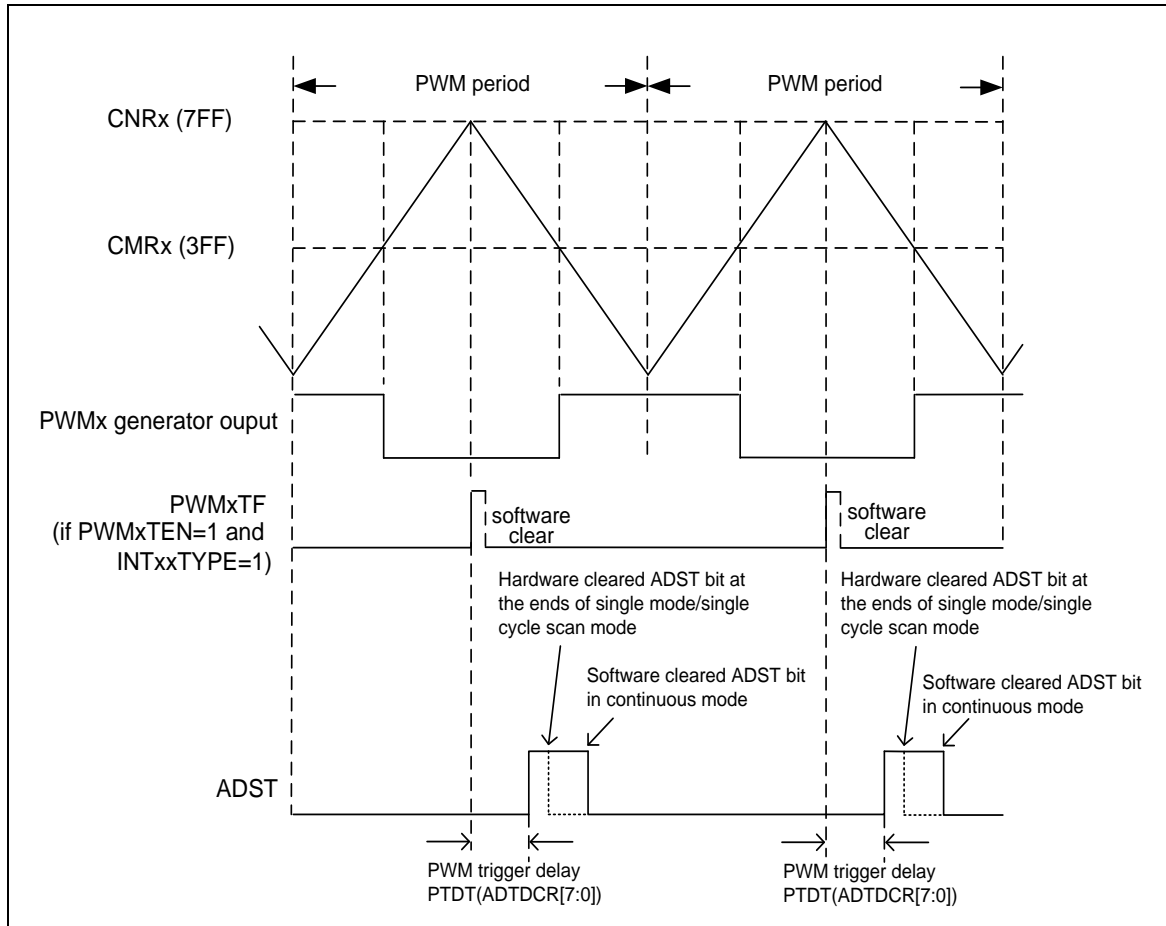 PWM period
PWM period
CNRx (7FF)
CMRx (3FF)
PWMx generator ouput
PWMxTF
(if PWMxTEN=1 and
INTxxTYPE=1)
software
clear
software
clear
Hardware cleared ADST bit at
the ends of single mode/single
cycle scan mode
Hardware cleared ADST bit at
the ends of single mode/single
cycle scan mode
Software cleared ADST bit
in continuous mode
Software cleared ADST bit
in continuous mode
ADST
PWM trigger delay
PTDT(ADTDCR[7:0])
PWM trigger delay
PTDT(ADTDCR[7:0])